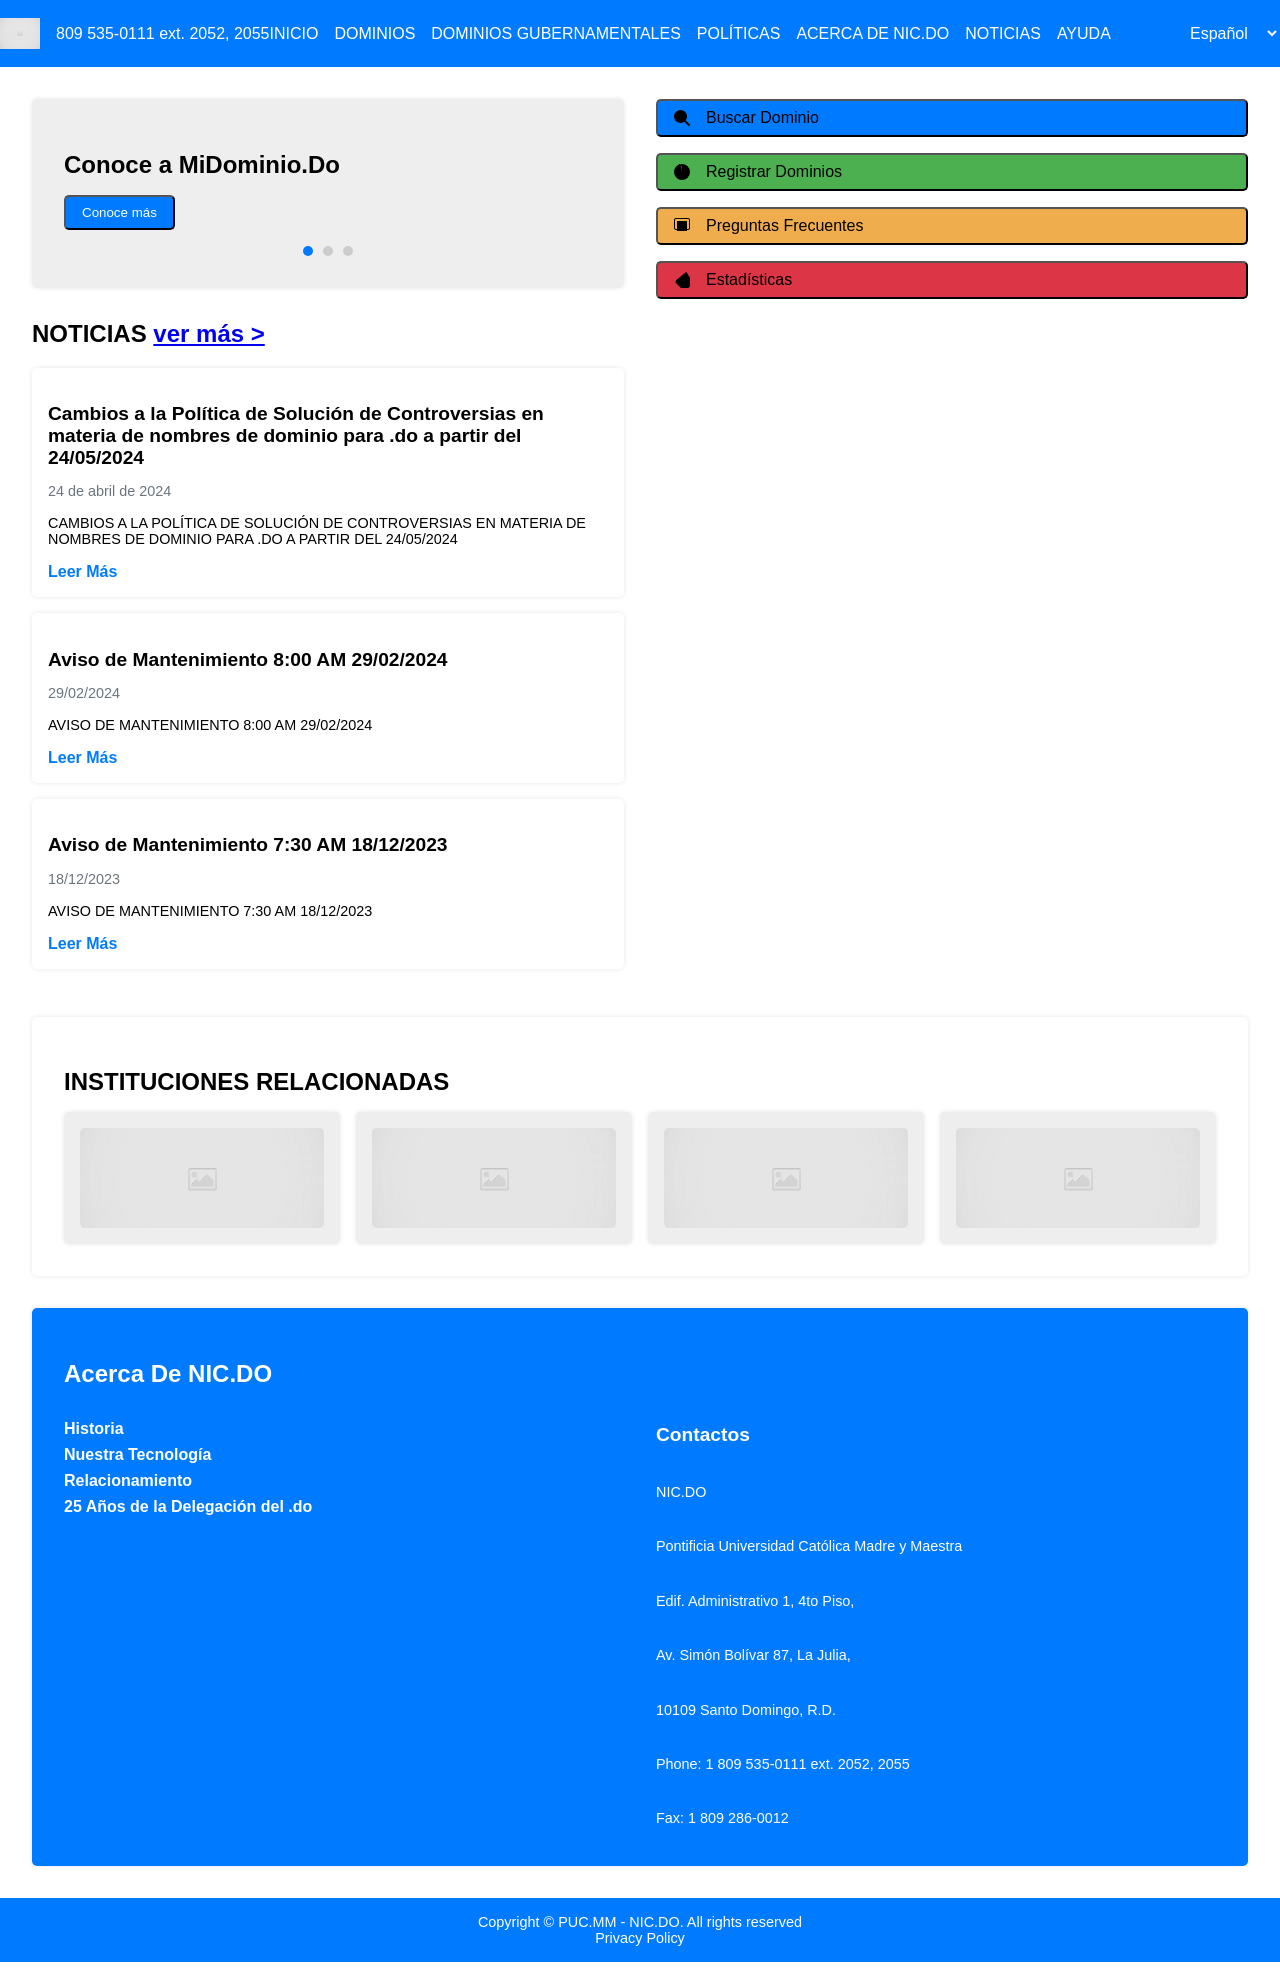 809 535-0111 ext. 2052, 2055INICIO DOMINIOS DOMINIOS GUBERNAMENTALES POLÍTICAS ACERCA DE NIC.DO NOTICIAS AYUDA Español
Conoce a MiDominio.Do
Conoce más
Buscar Dominio
Registrar Dominios
Preguntas Frecuentes
Estadísticas
NOTICIAS ver más >
Cambios a la Política de Solución de Controversias en
materia de nombres de dominio para .do a partir del
24/05/2024
24 de abril de 2024
CAMBIOS A LA POLÍTICA DE SOLUCIÓN DE CONTROVERSIAS EN MATERIA DE
NOMBRES DE DOMINIO PARA .DO A PARTIR DEL 24/05/2024
Leer Más
Aviso de Mantenimiento 8:00 AM 29/02/2024
29/02/2024
AVISO DE MANTENIMIENTO 8:00 AM 29/02/2024
Leer Más
Aviso de Mantenimiento 7:30 AM 18/12/2023
18/12/2023
AVISO DE MANTENIMIENTO 7:30 AM 18/12/2023
Leer Más
INSTITUCIONES RELACIONADAS
Acerca De NIC.DO
Historia
Nuestra Tecnología
Relacionamiento
25 Años de la Delegación del .do
Contactos
NIC.DO
Pontificia Universidad Católica Madre y Maestra
Edif. Administrativo 1, 4to Piso,
Av. Simón Bolívar 87, La Julia,
10109 Santo Domingo, R.D.
Phone: 1 809 535-0111 ext. 2052, 2055
Fax: 1 809 286-0012
Copyright © PUC.MM - NIC.DO. All rights reserved
Privacy Policy